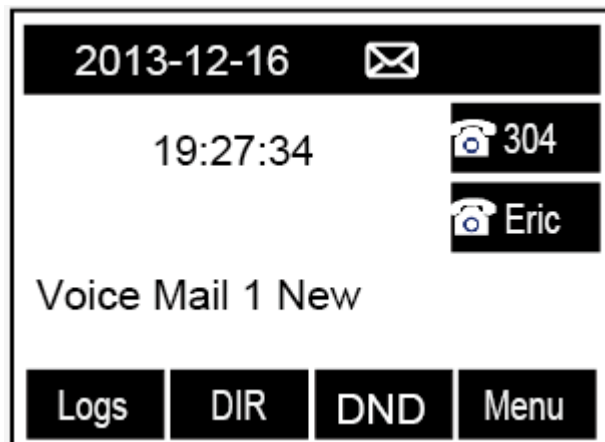 2013-12-16
19:27:34
304
Eric
Voice Mail 1 New
Logs DIR DND Menu